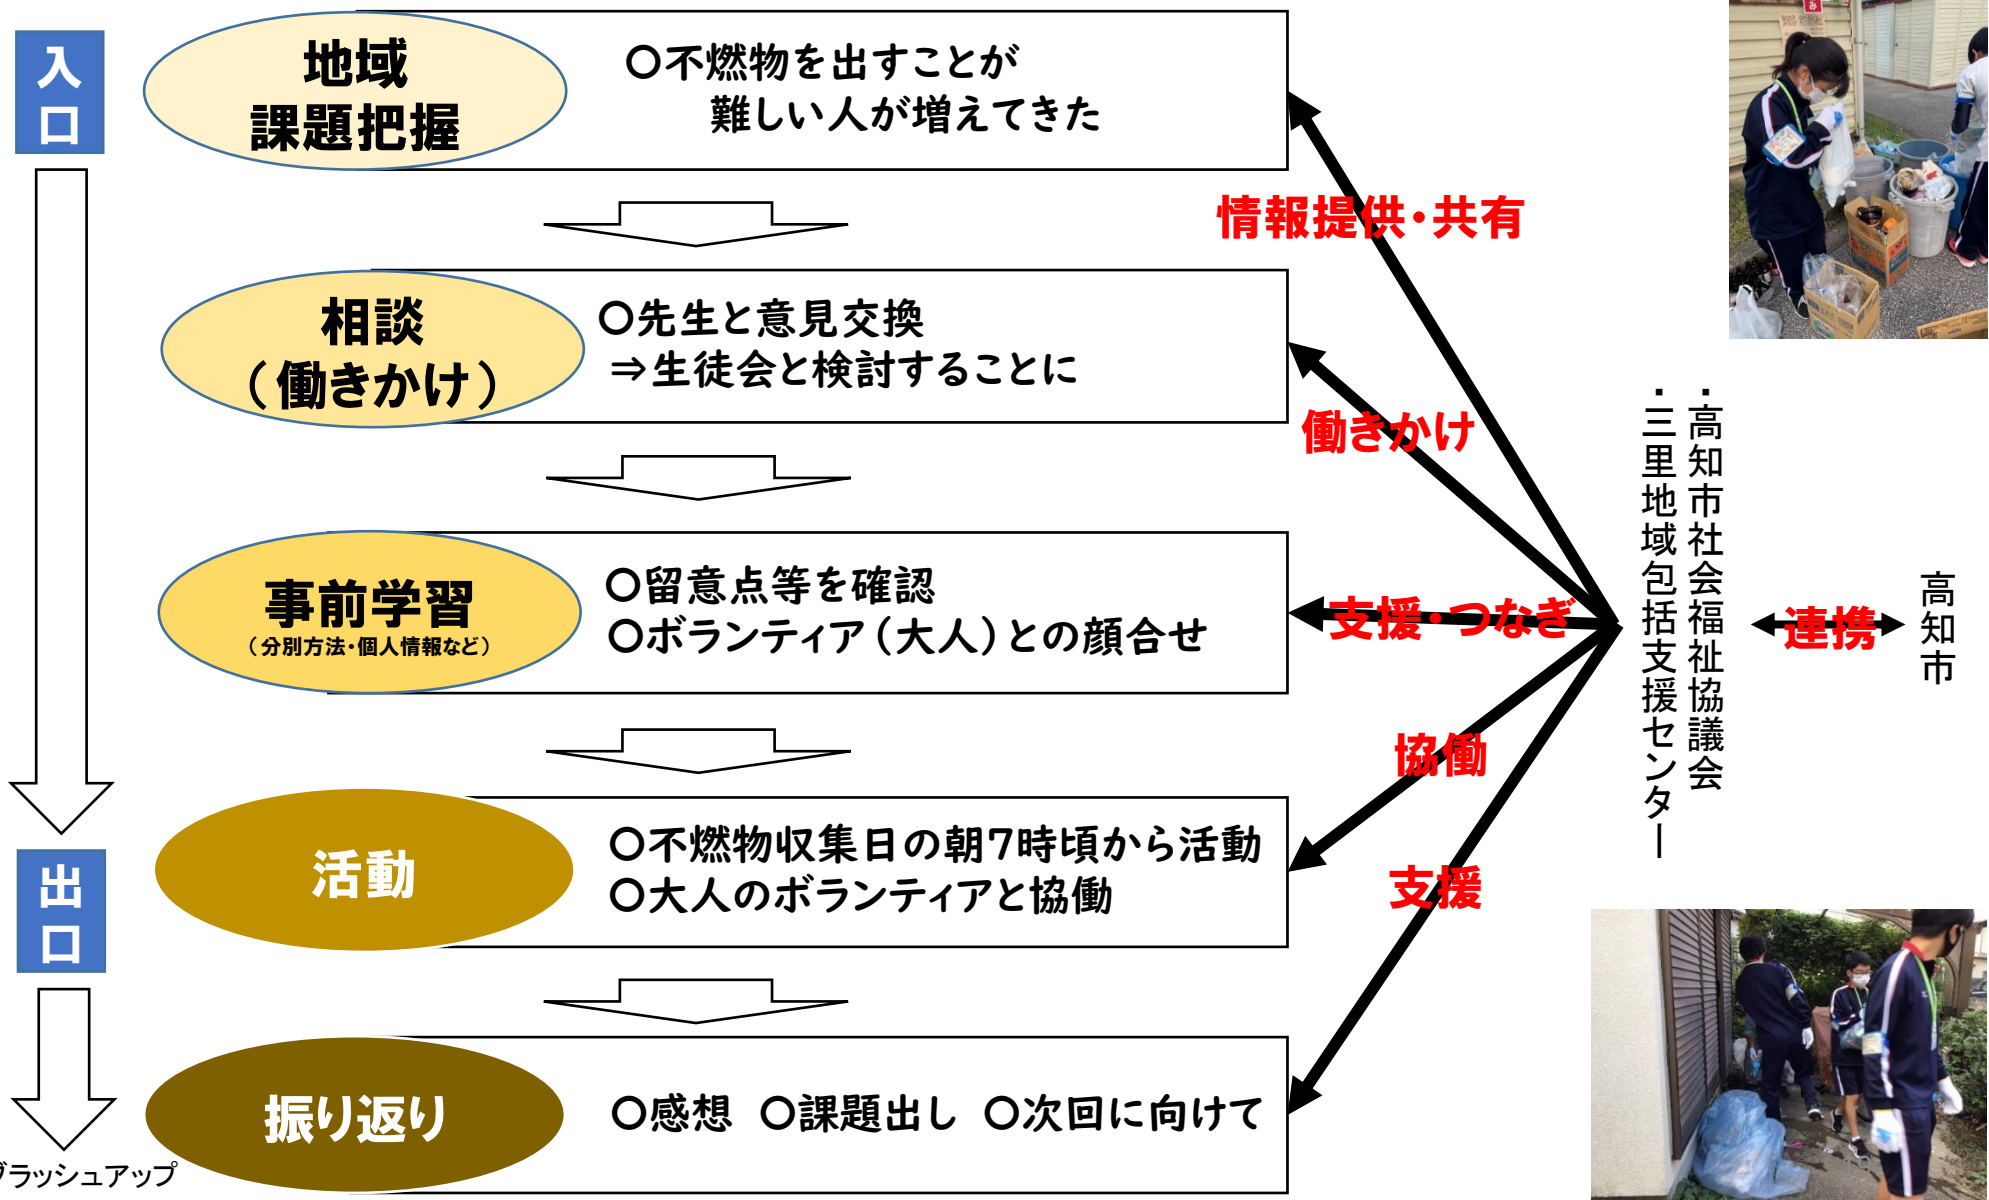 入口
地域
課題把握
○不燃物を出すことが
難しい人が増えてきた
情報提供・共有
相談
（働きかけ）
○先生と意見交換
⇒生徒会と検討することに
働きかけ
事前学習
（分別方法・個人情報など）
○留意点等を確認
○ボランティア（大人）との顔合せ
支援・つなぎ
・高知市社会福祉協議会
・三里地域包括支援センター
連携
高知市
活動
○不燃物収集日の朝7時頃から活動
○大人のボランティアと協働
協働
出口
支援
振り返り
○感想 ○課題出し ○次回に向けて
ブラッシュアップ